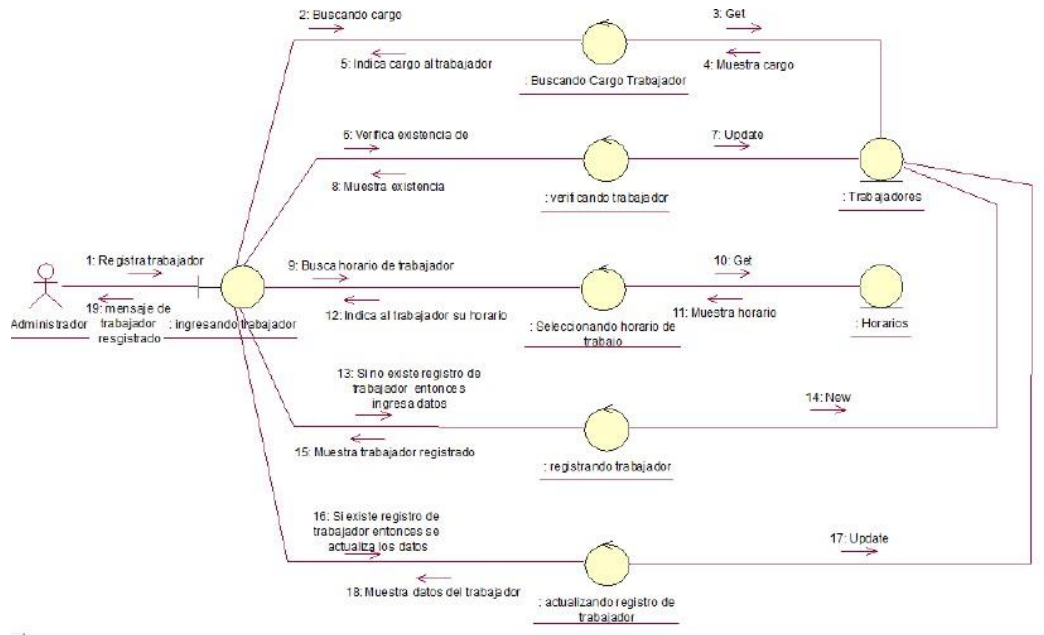 2: Buscando cargo
3: Get
5: Indica cargo al trabajador
4: Muestra cargo
: Buscando Cargo Trabajador
6: Verifica existencia de
7: Update
8: Muestra existencia
: verificando trabajador
: Trabajadores
1: Registra trabajador
9: Busca horario de trabajador
10: Get
19: mensaje de
trabajador
resgistrado
Administrador
: ingresando trabajador
12: Indica al trabajador su horario
11: Muestra horario
: Seleccionando horario de
trabajo
: Horarios
13: Si no existe registro de
trabajador entonces
ingresa datos
14: New
15: Muestra trabajador registrado
: registrando trabajador
16: Si existe registro de
trabajador entonces se
actualiza los datos
17: Update
18: Muestra datos del trabajador
: actualizando registro de
trabajador